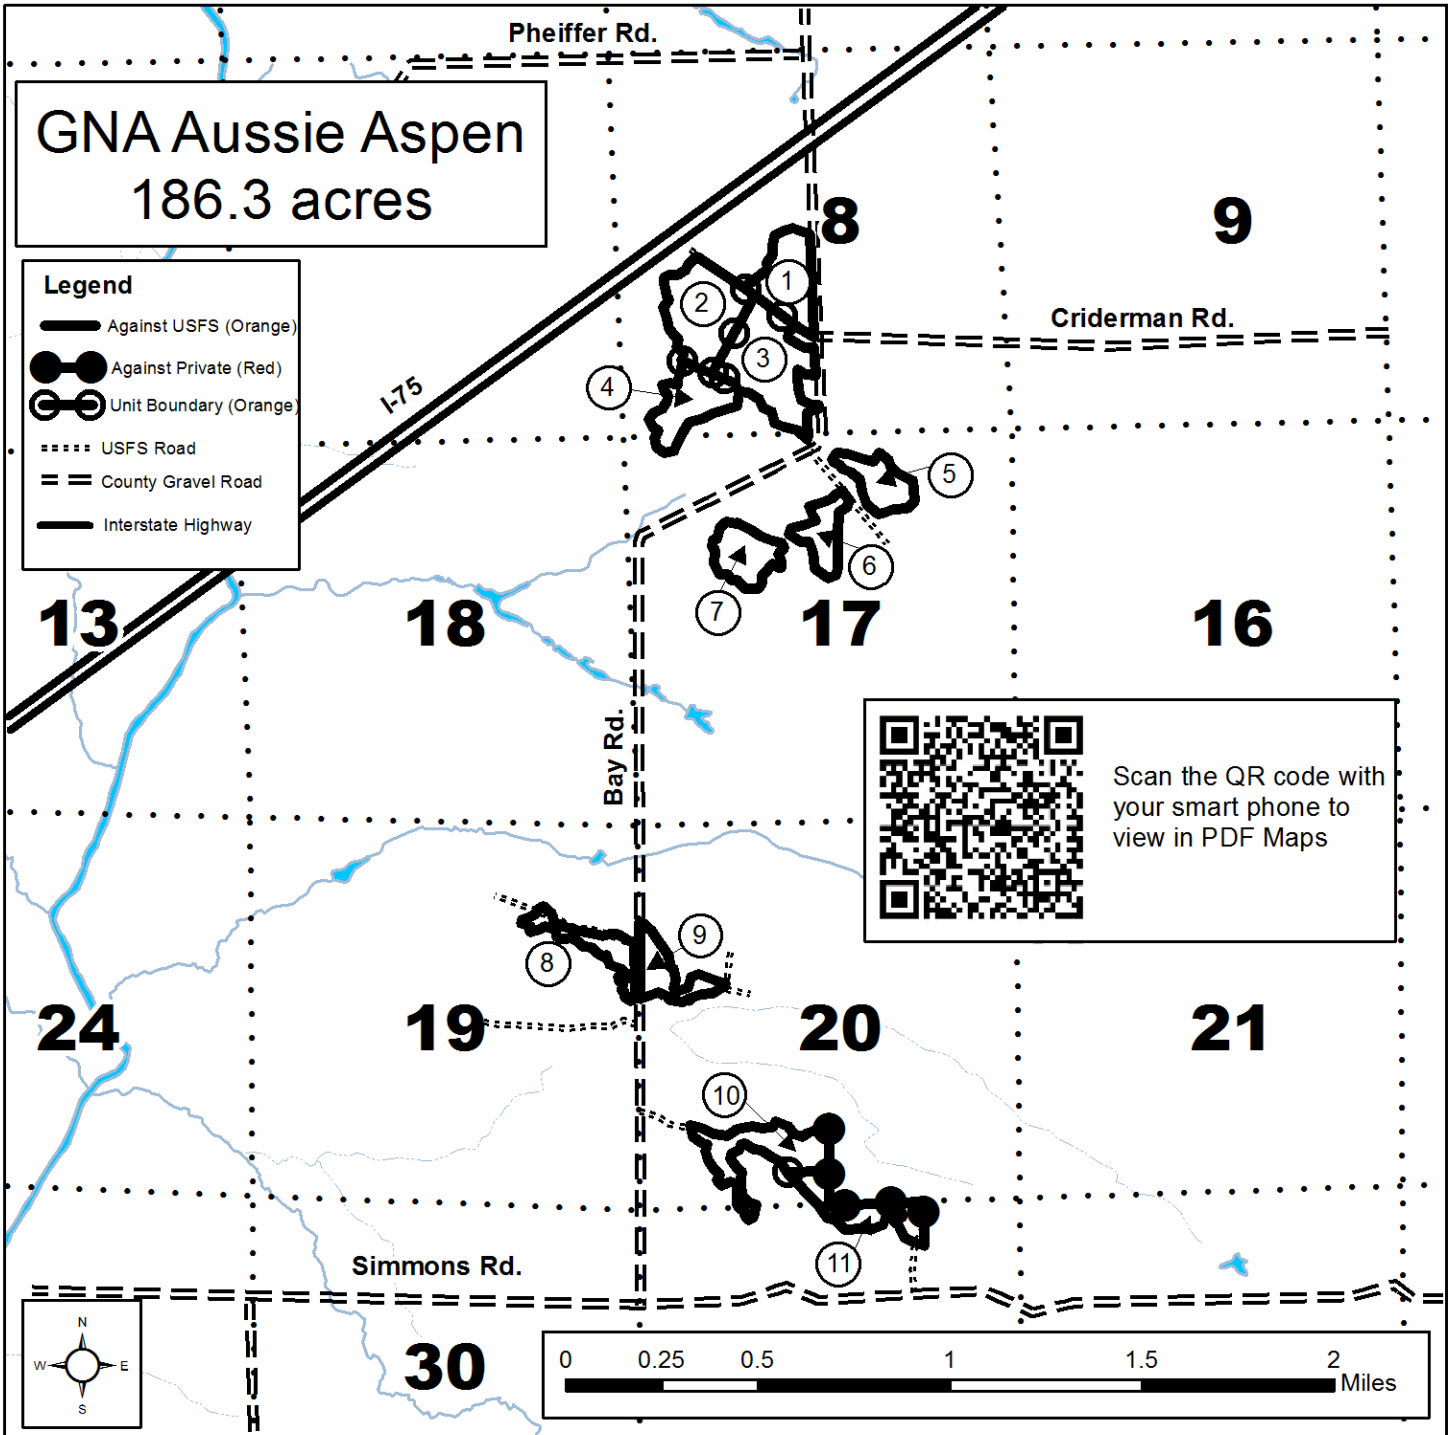 Pheiffer Rd.
GNA Aussie Aspen
186.3 acres
8
9
Legend
Against USFS (Orange)
Against Private (Red)
Unit Boundary (Orange)
USFS Road
County Gravel Road
Interstate Highway
1
2
3
4
Criderman Rd.
I-75
5
6
7
13
18
17
16
Bay Rd.
Scan the QR code with
your smart phone to
view in PDF Maps
8
9
24
19
20
21
10
11
Simmons Rd.
N
W
E
S
30
0 0.25 0.5 1 1.5 2
Miles